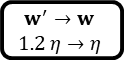 w′ → w
1.2 η → η